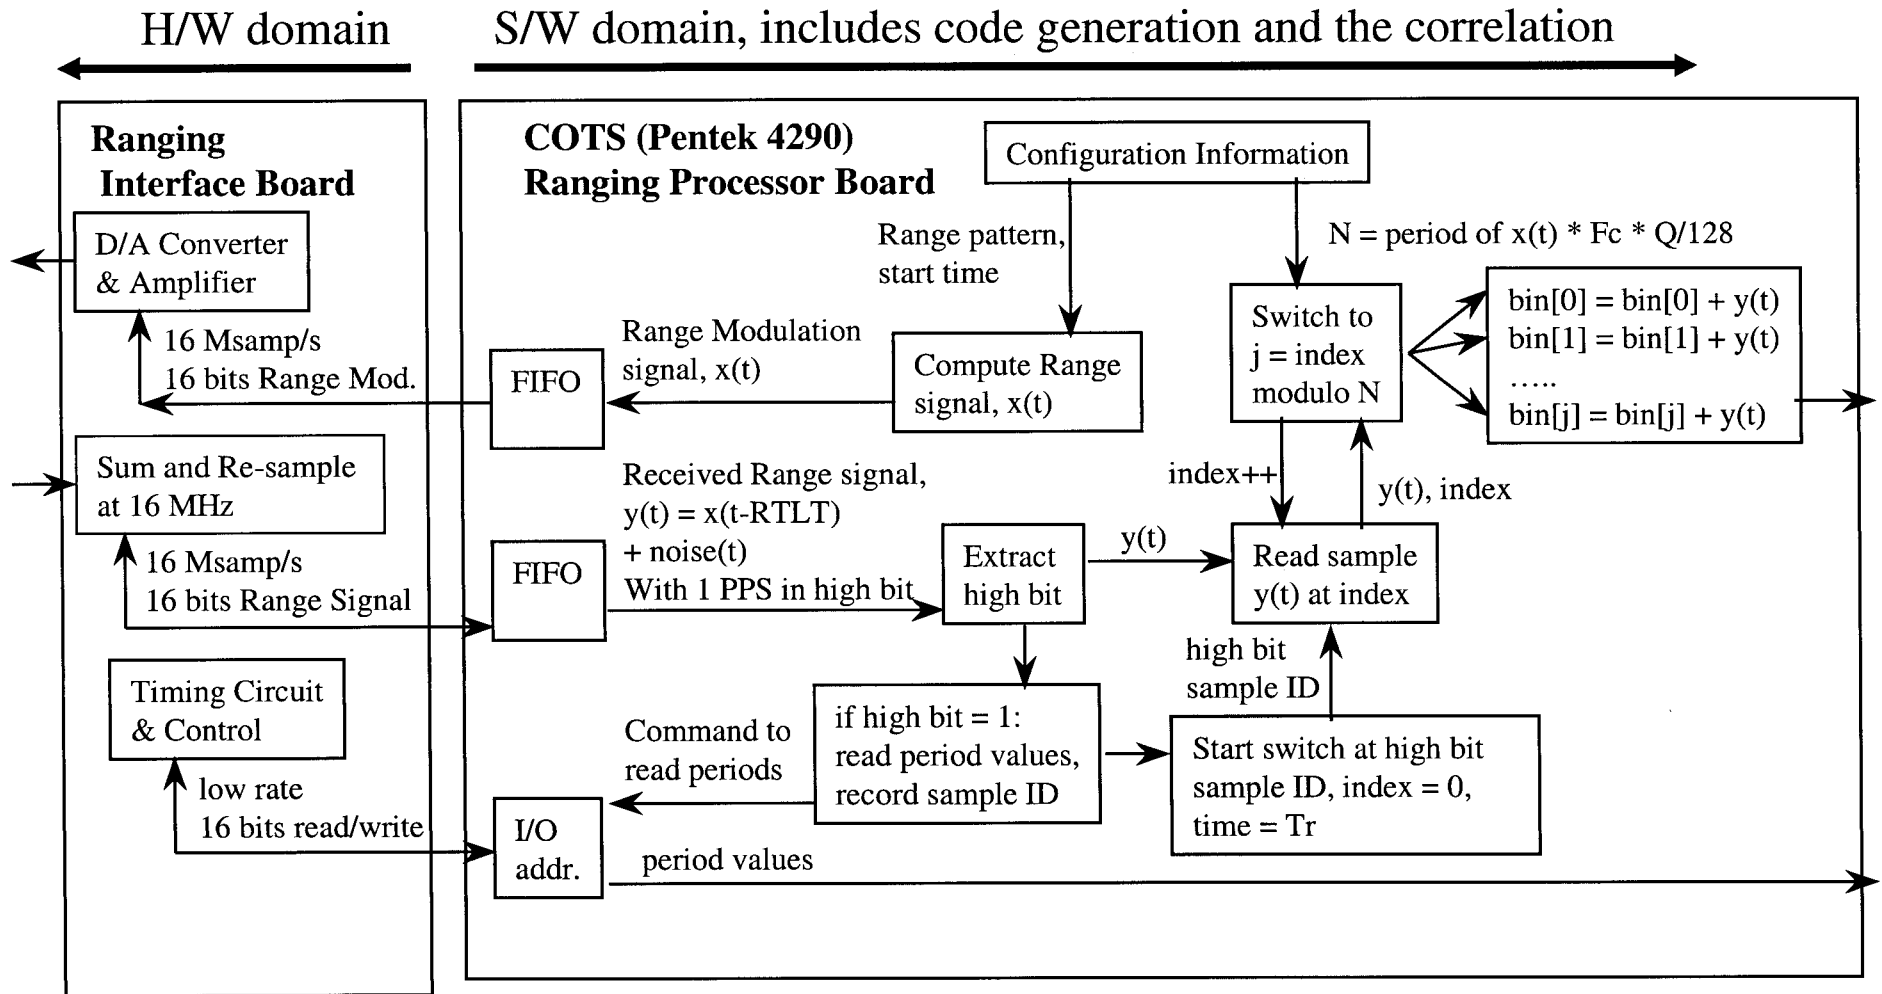 H/W domain
S/W domain, includes code generation and the correlation
Ranging
Interface Board
D/A Converter
& Amplifier
16 Msamp/s
16 bits Range Mod.
Sum and Re-sample
at 16 MHz
16 Msamp/s
16 bits Range Signal
Timing Circuit
& Control
low rate
16 bits read/write
COTS (Pentek 4290)
Ranging Processor Board
Configuration Information
Range pattern,
start time
N = period of x(t) * Fc * Q/128
Range Modulation
signal, x(t)
FIFO
Compute Range
signal, x(t)
Switch to
j = index
modulo N
bin[0] = bin[0] + y(t)
bin[1] = bin[1] + y(t)
.....
bin[j] = bin[j] + y(t)
index++
y(t), index
Received Range signal,
y(t) = x(t-RTLT)
+ noise(t)
With 1 PPS in high bit
FIFO
Extract
high bit
y(t)
Read sample
y(t) at index
high bit
sample ID
Command to
read periods
if high bit = 1:
read period values,
record sample ID
Start switch at high bit
sample ID, index = 0,
time = Tr
I/O
addr.
period values